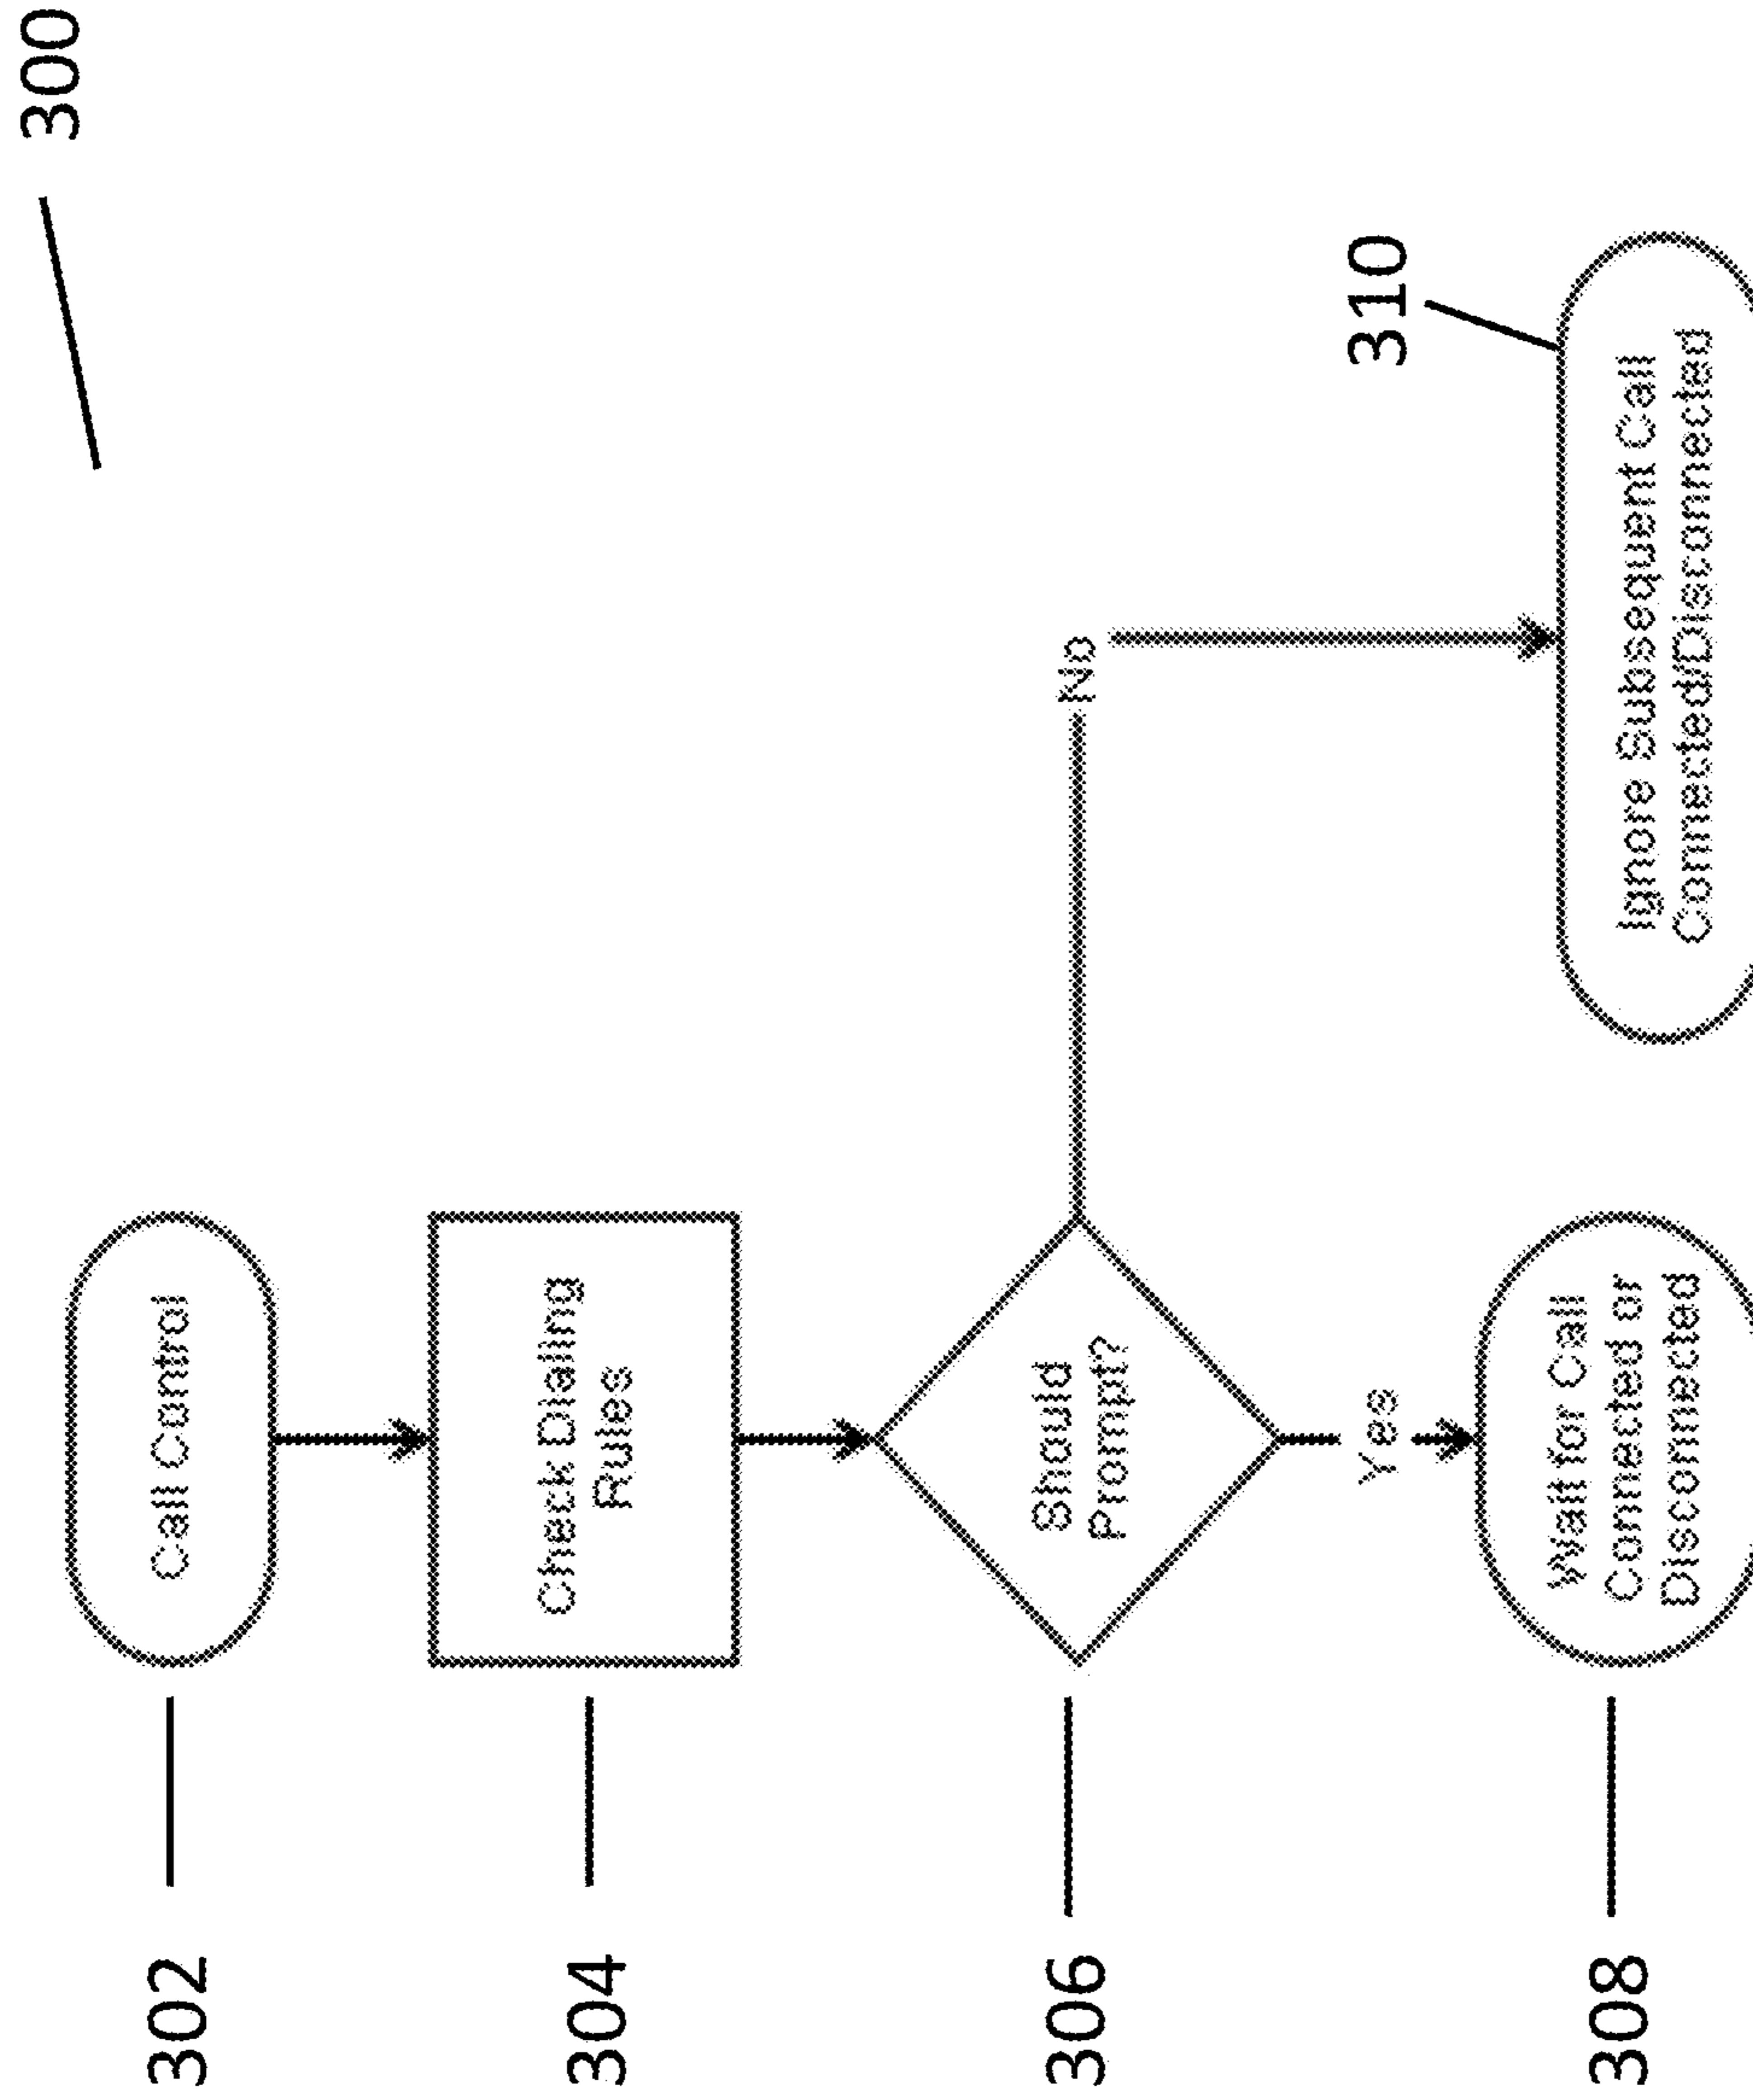 300
302
Call Control
304
Check Dialing
Rules
306
Should
Prompt?
No
Yes
310
308
Wait for Call
Connected or
Disconnected
Ignore Subsequent Call
Connected/Disconnected